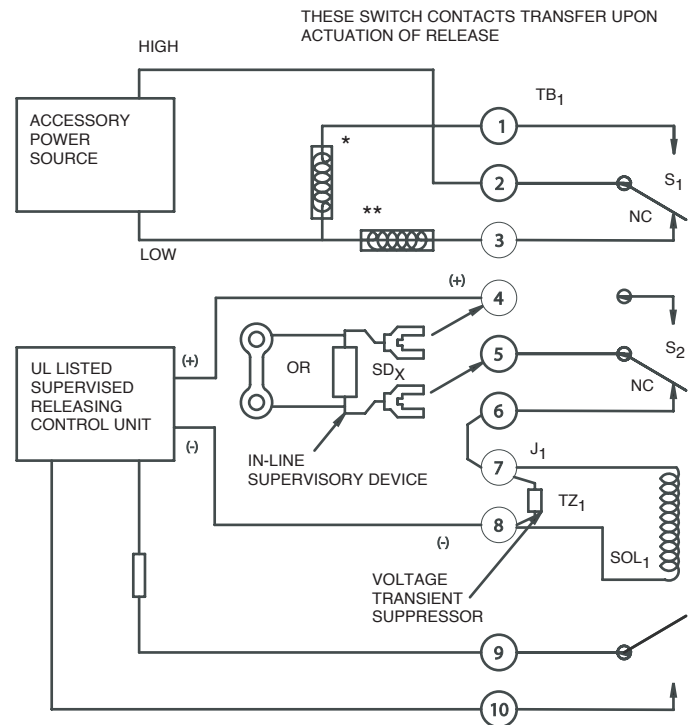 THESE SWITCH CONTACTS TRANSFER UPON
ACTUATION OF RELEASE
HIGH
ACCESSORY
POWER
SOURCE
*
**
LOW
TB1
1
2
3
S1
NC
(+)
4
5
6
7
8
(-)
S2
NC
UL LISTED
SUPERVISED
RELEASING
CONTROL UNIT
(+)
(-)
OR
SDX
IN-LINE
SUPERVISORY DEVICE
J1
TZ1
SOL1
VOLTAGE
TRANSIENT
SUPPRESSOR
9
10